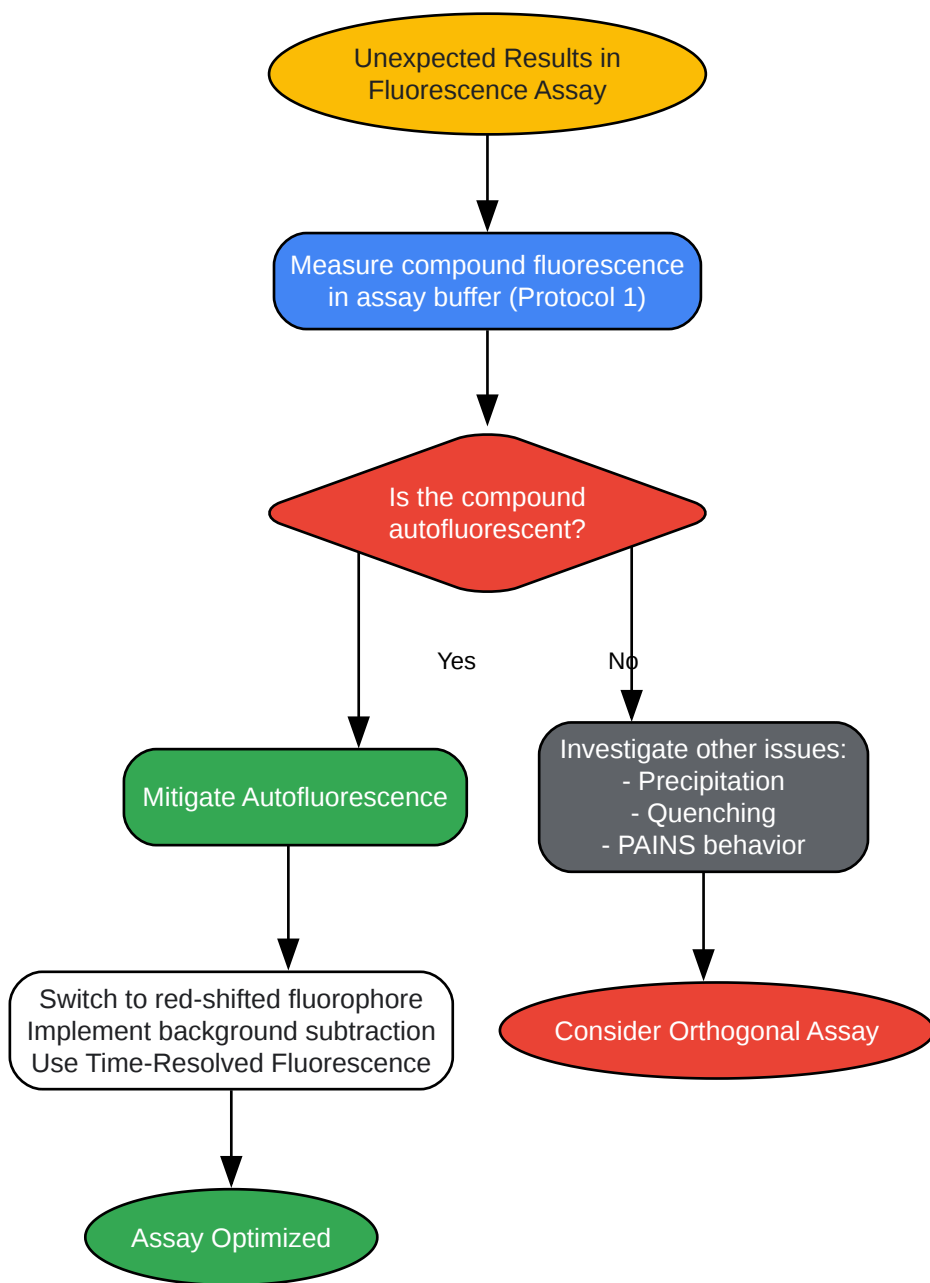 Unexpected Results in
Fluorescence Assay
Measure compound fluorescence
in assay buffer (Protocol 1)
Is the compound
autofluorescent?
Yes
No
Mitigate Autofluorescence
Investigate other issues:
- Precipitation
- Quenching
- PAINS behavior
Switch to red-shifted fluorophore
Implement background subtraction
Use Time-Resolved Fluorescence
Consider Orthogonal Assay
Assay Optimized